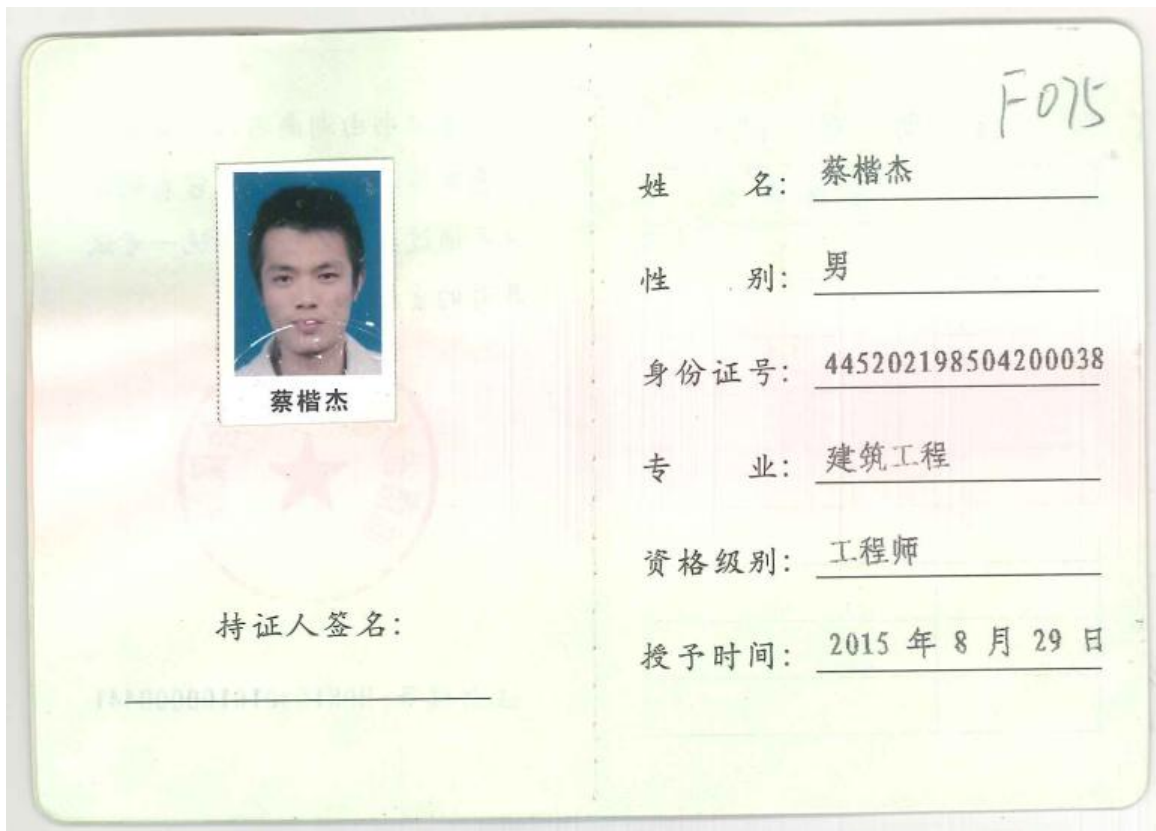 F075
蔡楷杰
持证人签名:
姓 名: 蔡楷杰
性 别: 男
身份证号: 445202198504200038
专 业: 建筑工程
资格级别: 工程师
授予时间: 2015 年 8 月 29 日